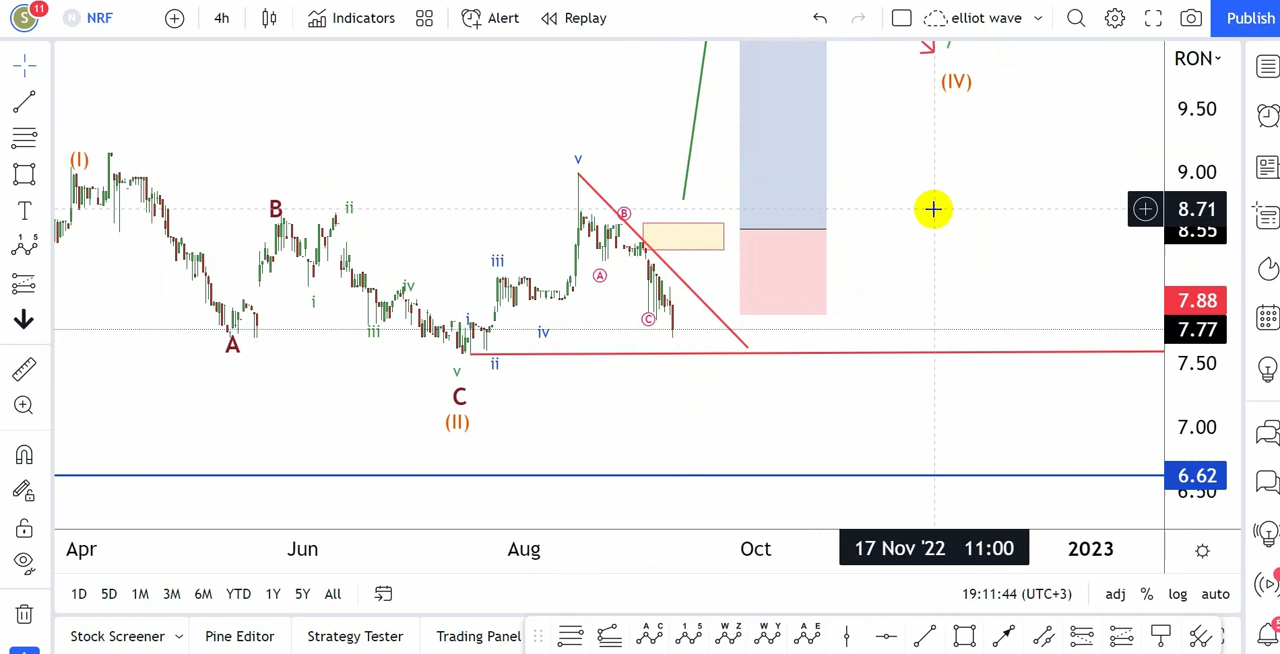 S 11 N NRF 4h Indicators Alert Replay elliot wave Publish
RON
(IV)
9.50
(I)
v
9.00
B
ii
B
8.71
8.55
iii
A
iv
i
7.88
C
i
iii
iv
7.77
A
ii
7.50
v
C
(II)
7.00
6.62
6.50
Apr Jun Aug Oct 17 Nov '22 11:00 2023
1D 5D 1M 3M 6M YTD 1Y 5Y All 19:11:44 (UTC+3) adj % log auto
Stock Screener Pine Editor Strategy Tester Trading Panel A C 1 5 W Z W Y A E